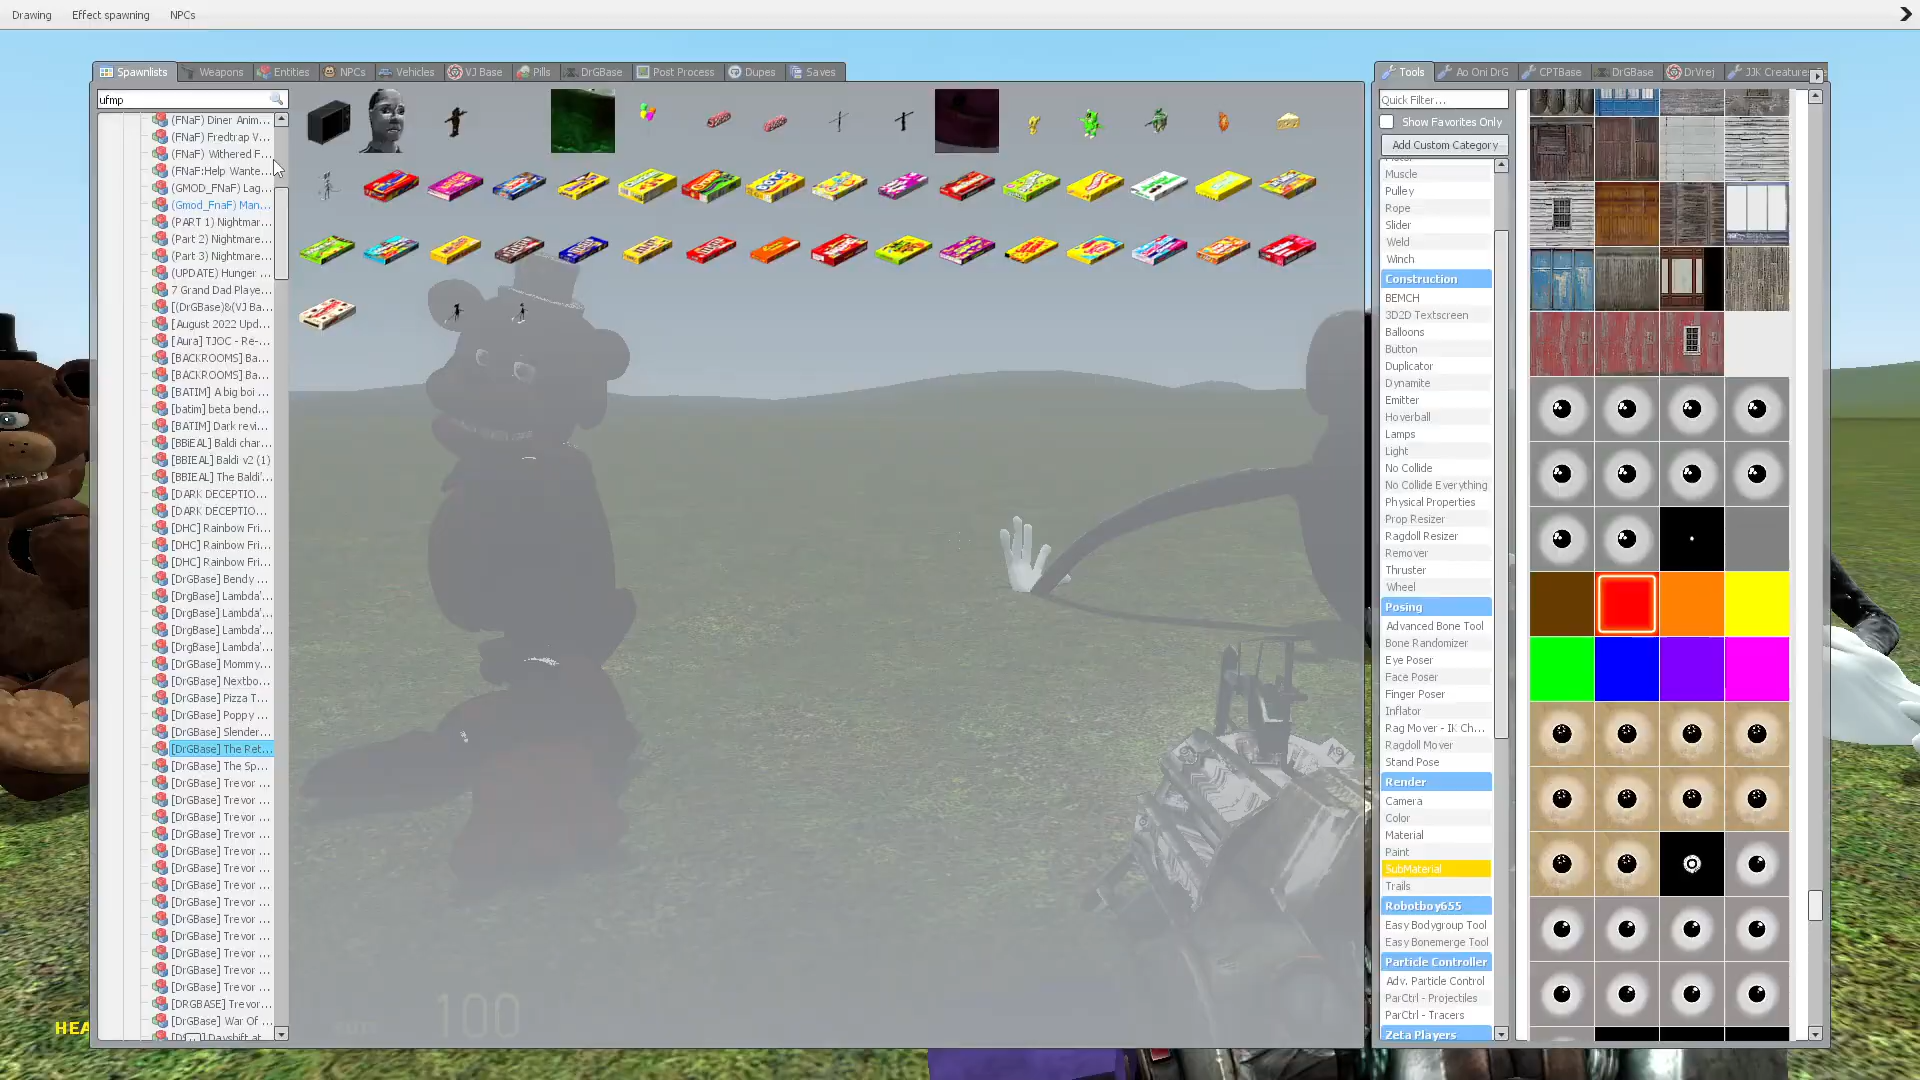 Drawing Effect spawning NPCs
Spawnlists Weapons Entities NPCs Vehicles VJ Base Pills DrGBase Post Process Dupes Saves
ufmp
(FNaF) Diner Anim...
(FNaF) Fredtrap V...
(FNaF) Withered F...
(FNaF:Help Wante...
(GMOD_FNaF) Lag...
(Gmod_FnaF) Man...
(PART 1) Nightmar...
(Part 2) Nightmare...
(Part 3) Nightmare...
(UPDATE) Hunger ...
7 Grand Dad Playe...
[(DrGBase)&(VJ Ba...
[August 2022 Upd...
[Aura] TJOC - Re-...
[BACKROOMS] Ba...
[BACKROOMS] Ba...
[BATIM] A big boi ...
[batim] beta bend...
[BATIM] Dark revi...
[BBiEAL] Baldi char...
[BBIEAL] Baldi v2 (1)
[BBIEAL] The Baldi'...
[DARK DECEPTIO...
[DARK DECEPTIO...
[DHC] Rainbow Fri...
[DHC] Rainbow Fri...
[DHC] Rainbow Fri...
[DrGBase] Bendy ...
[DrgBase] Lambda'...
[DrgBase] Lambda'...
[DrgBase] Lambda'...
[DrgBase] Lambda'...
[DrGBase] Mommy...
[DrGBase] Nextbo...
[DrGBase] Pizza T...
[DrGBase] Poppy ...
[DrGBase] Slender...
[DrGBase] The Ret...
[DrGBase] The Sp...
[DrGBase] Trevor ...
[DrGBase] Trevor ...
[DrGBase] Trevor ...
[DrGBase] Trevor ...
[DrGBase] Trevor ...
[DrGBase] Trevor ...
[DrGBase] Trevor ...
[DrGBase] Trevor ...
[DrGBase] Trevor ...
[DrGBase] Trevor ...
[DrGBase] Trevor ...
[DrGBase] Trevor ...
[DrGBase] Trevor ...
[DRGBASE] Trevor...
[DrGBase] War Of ...
HEA
100
Tools Ao Oni DrG CPTBase DrGBase DrVrej JJK Creature
Quick Filter...
Show Favorites Only
Add Custom Category
Muscle
Pulley
Rope
Slider
Weld
Winch
Construction
BEMCH
3D2D Textscreen
Balloons
Button
Duplicator
Dynamite
Emitter
Hoverball
Lamps
Light
No Collide
No Collide Everything
Physical Properties
Prop Resizer
Ragdoll Resizer
Remover
Thruster
Wheel
Posing
Advanced Bone Tool
Bone Randomizer
Eye Poser
Face Poser
Finger Poser
Inflator
Rag Mover - IK Ch...
Ragdoll Mover
Stand Pose
Render
Camera
Color
Material
Paint
SubMaterial
Trails
Robotboy655
Easy Bodygroup Tool
Easy Bonemerge Tool
Particle Controller
Adv. Particle Control
ParCtrl - Projectiles
ParCtrl - Tracers
Zeta Players